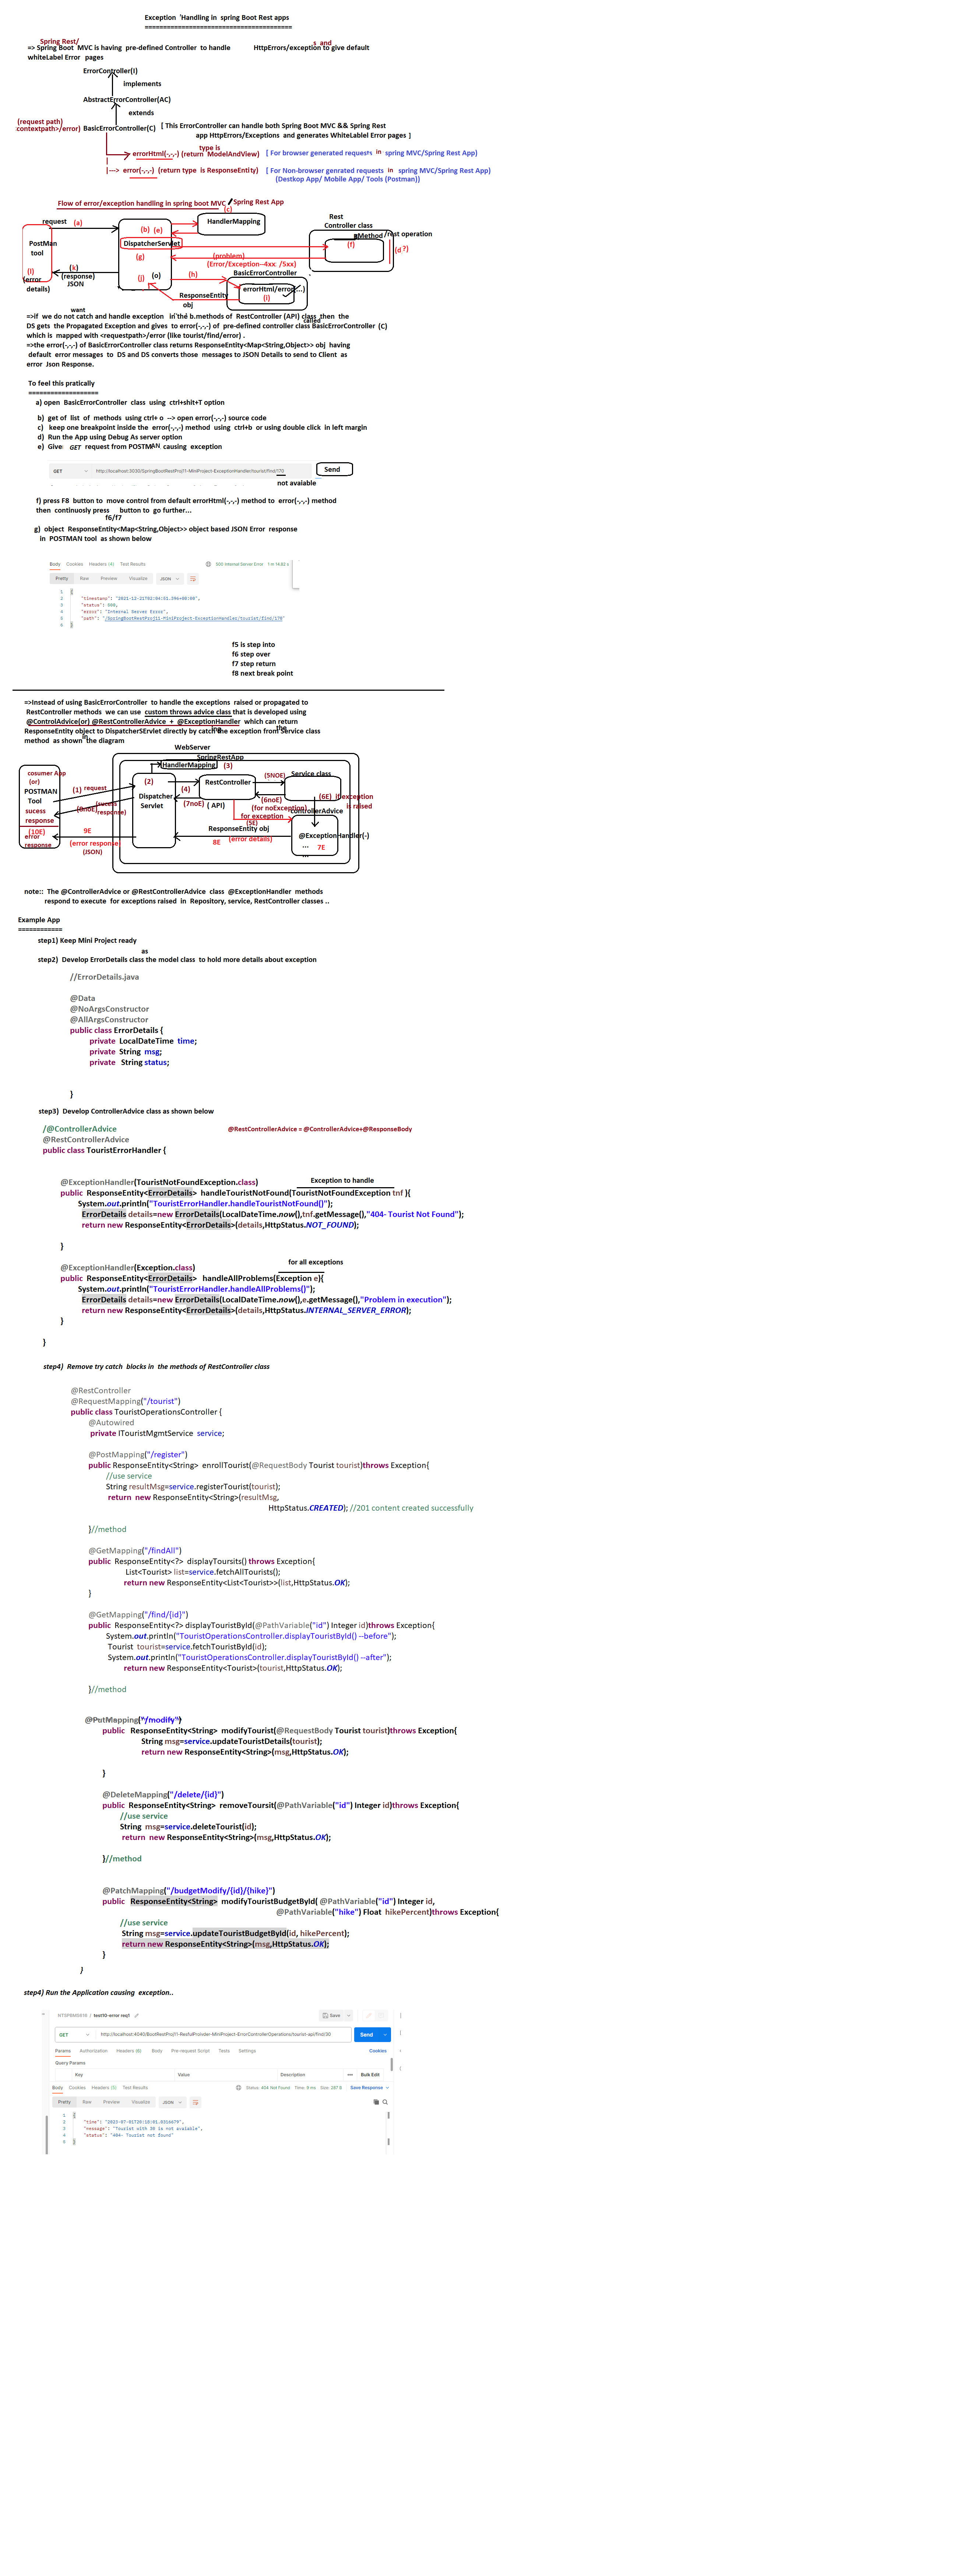 Exception 'Handling in spring Boot Rest apps
========================================
Spring Rest/
s and
=> Spring Boot MVC is having pre-defined Controller to handle HttpErrors/exception to give default
whiteLabel Error pages
ErrorController(I)
implements
AbstractErrorController(AC)
extends
(request path)
contextpath>/error) BasicErrorController(C) [ This ErrorController can handle both Spring Boot MVC && Spring Rest
app HttpErrors/Exceptions and generates WhiteLablel Error pages ]
type is
errorHtml(-,-,-) (return ModelAndView) [ For browser generated requests in spring MVC/Spring Rest App)
|---> error(-,-,-) (return type is ResponseEntity) [ For Non-browser genrated requests in spring MVC/Spring Rest App)
(Destkop App/ Mobile App/ Tools (Postman))
Flow of error/exception handling in spring boot MVC / Spring Rest App
(c)
HandlerMapping
Rest
Controller class
request (a)
(b) (e)
gMethod /rest operation
PostMan
tool
DispatcherServlet
(f)
(d ?)
(g)
(problem)
(Error/Exception--4xx /5xx)
(l)
(k)
(error
details)
(response)
JSON
(j) (o)
(h)
BasicErrorController
errorHtml/error(...)
ResponseEntity
obj
(i)
want
=>if we do not catch and handle exception in the b.methods of RestController (API) class then the
called
DS gets the Propagated Exception and gives to error(-,-,-) of pre-defined controller class BasicErrorController (C)
which is mapped with <requestpath>/error (like tourist/find/error) .
=>the error(-,-,-) of BasicErrorController class returns ResponseEntity<Map<String,Object>> obj having
default error messages to DS and DS converts those messages to JSON Details to send to Client as
error Json Response.
To feel this pratically
===================
a) open BasicErrorController class using ctrl+shit+T option
b) get of list of methods using ctrl+ o --> open error(-,-,-) source code
c) keep one breakpoint inside the error(-,-,-) method using ctrl+b or using double click in left margin
d) Run the App using Debug As server option
e) Give GET request from POSTMAN causing exception
GET http://localhost:3030/SpringBootRestProj11-MiniProject-ExceptionHandler/tourist/find/170 Send
not avaiable
f) press F8 button to move control from default errorHtml(-,-,-) method to error(-,-,-) method
then continuosly press button to go further...
f6/f7
g) object ResponseEntity<Map<String,Object>> object based JSON Error response
in POSTMAN tool as shown below
Body Cookies Headers (4) Test Results 500 Internal Server Error 1 m 14.82 s
Pretty Raw Preview Visualize JSON
1 {
2 "timestamp": "2021-12-21T02:04:51.396+00:00",
3 "status": 500,
4 "error": "Internal Server Error",
5 "path": "/SpringBootRestProj11-MiniProject-ExceptionHandler/tourist/find/170"
6 }
f5 is step into
f6 step over
f7 step return
f8 next break point
=>Instead of using BasicErrorController to handle the exceptions raised or propagated to
RestController methods we can use custom throws advice class that is developed using
@ControlAdvice(or) @RestControllerAdvice + @ExceptionHandler which can return
ing the
ResponseEntity object to DispatcherSErvlet directly by catch the exception from Service class
method as shown in the diagram
WebServer
SpringRestApp
HandlerMapping (3)
cosumer App
(or)
POSTMAN
Tool
sucess
response
(10E)
error
response
(1) request
(2)
Dispatcher
Servlet
(4)
RestController
(5NOE)
Service class
(6noE)
(7noE) ( API)
(for noException)
(6E) if exception
is raised
for exception
(5E)
(sucess
response)
9E
(error response)
(JSON)
ResponseEntity obj
8E (error details)
@ExceptionHandler(-)
... 7E
...
note:: The @ControllerAdvice or @RestControllerAdvice class @ExceptionHandler methods
respond to execute for exceptions raised in Repository, service, RestController classes ..
Example App
============
step1) Keep Mini Project ready
as
step2) Develop ErrorDetails class the model class to hold more details about exception
//ErrorDetails.java
@Data
@NoArgsConstructor
@AllArgsConstructor
public class ErrorDetails {
private LocalDateTime time;
private String msg;
private String status;
}
step3) Develop ControllerAdvice class as shown below
/@ControllerAdvice @RestControllerAdvice = @ControllerAdvice+@ResponseBody
@RestControllerAdvice
public class TouristErrorHandler {
@ExceptionHandler(TouristNotFoundException.class) Exception to handle
public ResponseEntity<ErrorDetails> handleTouristNotFound(TouristNotFoundException tnf ){
System.out.println("TouristErrorHandler.handleTouristNotFound()");
ErrorDetails details=new ErrorDetails(LocalDateTime.now(),tnf.getMessage(),"404- Tourist Not Found");
return new ResponseEntity<ErrorDetails>(details,HttpStatus.NOT_FOUND);
}
@ExceptionHandler(Exception.class) for all exceptions
public ResponseEntity<ErrorDetails> handleAllProblems(Exception e){
System.out.println("TouristErrorHandler.handleAllProblems()");
ErrorDetails details=new ErrorDetails(LocalDateTime.now(),e.getMessage(),"Problem in execution");
return new ResponseEntity<ErrorDetails>(details,HttpStatus.INTERNAL_SERVER_ERROR);
}
}
step4) Remove try catch blocks in the methods of RestController class
@RestController
@RequestMapping("/tourist")
public class TouristOperationsController {
@Autowired
private ITouristMgmtService service;
@PostMapping("/register")
public ResponseEntity<String> enrollTourist(@RequestBody Tourist tourist)throws Exception{
//use service
String resultMsg=service.registerTourist(tourist);
return new ResponseEntity<String>(resultMsg,
HttpStatus.CREATED); //201 content created successfully
}//method
@GetMapping("/findAll")
public ResponseEntity<?> displayToursits() throws Exception{
List<Tourist> list=service.fetchAllTourists();
return new ResponseEntity<List<Tourist>>(list,HttpStatus.OK);
}
@GetMapping("/find/{id}")
public ResponseEntity<?> displayTouristById(@PathVariable("id") Integer id)throws Exception{
System.out.println("TouristOperationsController.displayTouristById() --before");
Tourist tourist=service.fetchTouristById(id);
System.out.println("TouristOperationsController.displayTouristById() --after");
return new ResponseEntity<Tourist>(tourist,HttpStatus.OK);
}//method
@PutMapping("/modify")
public ResponseEntity<String> modifyTourist(@RequestBody Tourist tourist)throws Exception{
String msg=service.updateTouristDetails(tourist);
return new ResponseEntity<String>(msg,HttpStatus.OK);
}
@DeleteMapping("/delete/{id}")
public ResponseEntity<String> removeToursit(@PathVariable("id") Integer id)throws Exception{
//use service
String msg=service.deleteTourist(id);
return new ResponseEntity<String>(msg,HttpStatus.OK);
}//method
@PatchMapping("/budgetModify/{id}/{hike}")
public ResponseEntity<String> modifyTouristBudgetById( @PathVariable("id") Integer id,
@PathVariable("hike") Float hikePercent)throws Exception{
//use service
String msg=service.updateTouristBudgetById(id, hikePercent);
return new ResponseEntity<String>(msg,HttpStatus.OK);
}
}
step4) Run the Application causing exception..
NTSPBMS616 / test10-error req1 Save
GET http://localhost:4040/BootRestProj11-ResfulProivder-MiniProject-ErrorControllerOperations/tourist-api/find/30 Send
Params Authorization Headers (6) Body Pre-request Script Tests Settings Cookies
Query Params
Key Value Description Bulk Edit
Body Cookies Headers (5) Test Results Status: 404 Not Found Time: 9 ms Size: 287 B Save Response
Pretty Raw Preview Visualize JSON
1 {
2 "time": "2023-07-01T20:18:01.0314679",
3 "message": "Tourist with 30 is not avaiable",
4 "status": "404- Tourist not found"
5 }